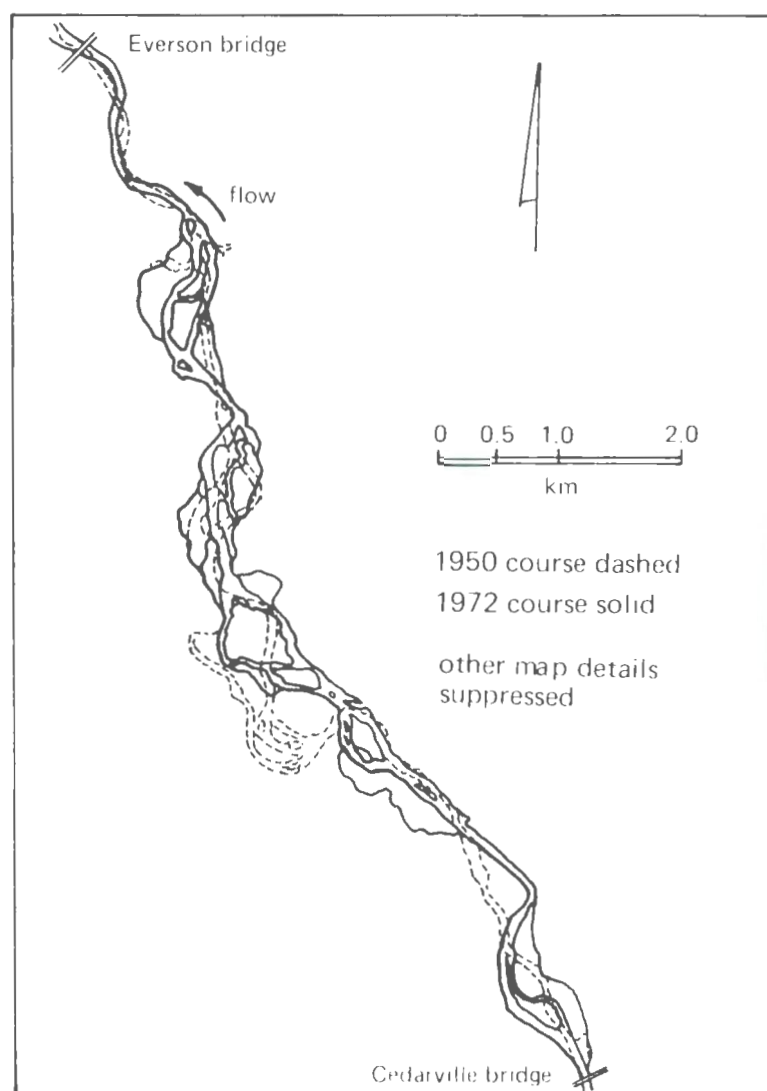 Everson bridge
flow
0 0.5 1.0 2.0
km
1950 course dashed
1972 course solid
other map details
suppressed
Cedarville bridge